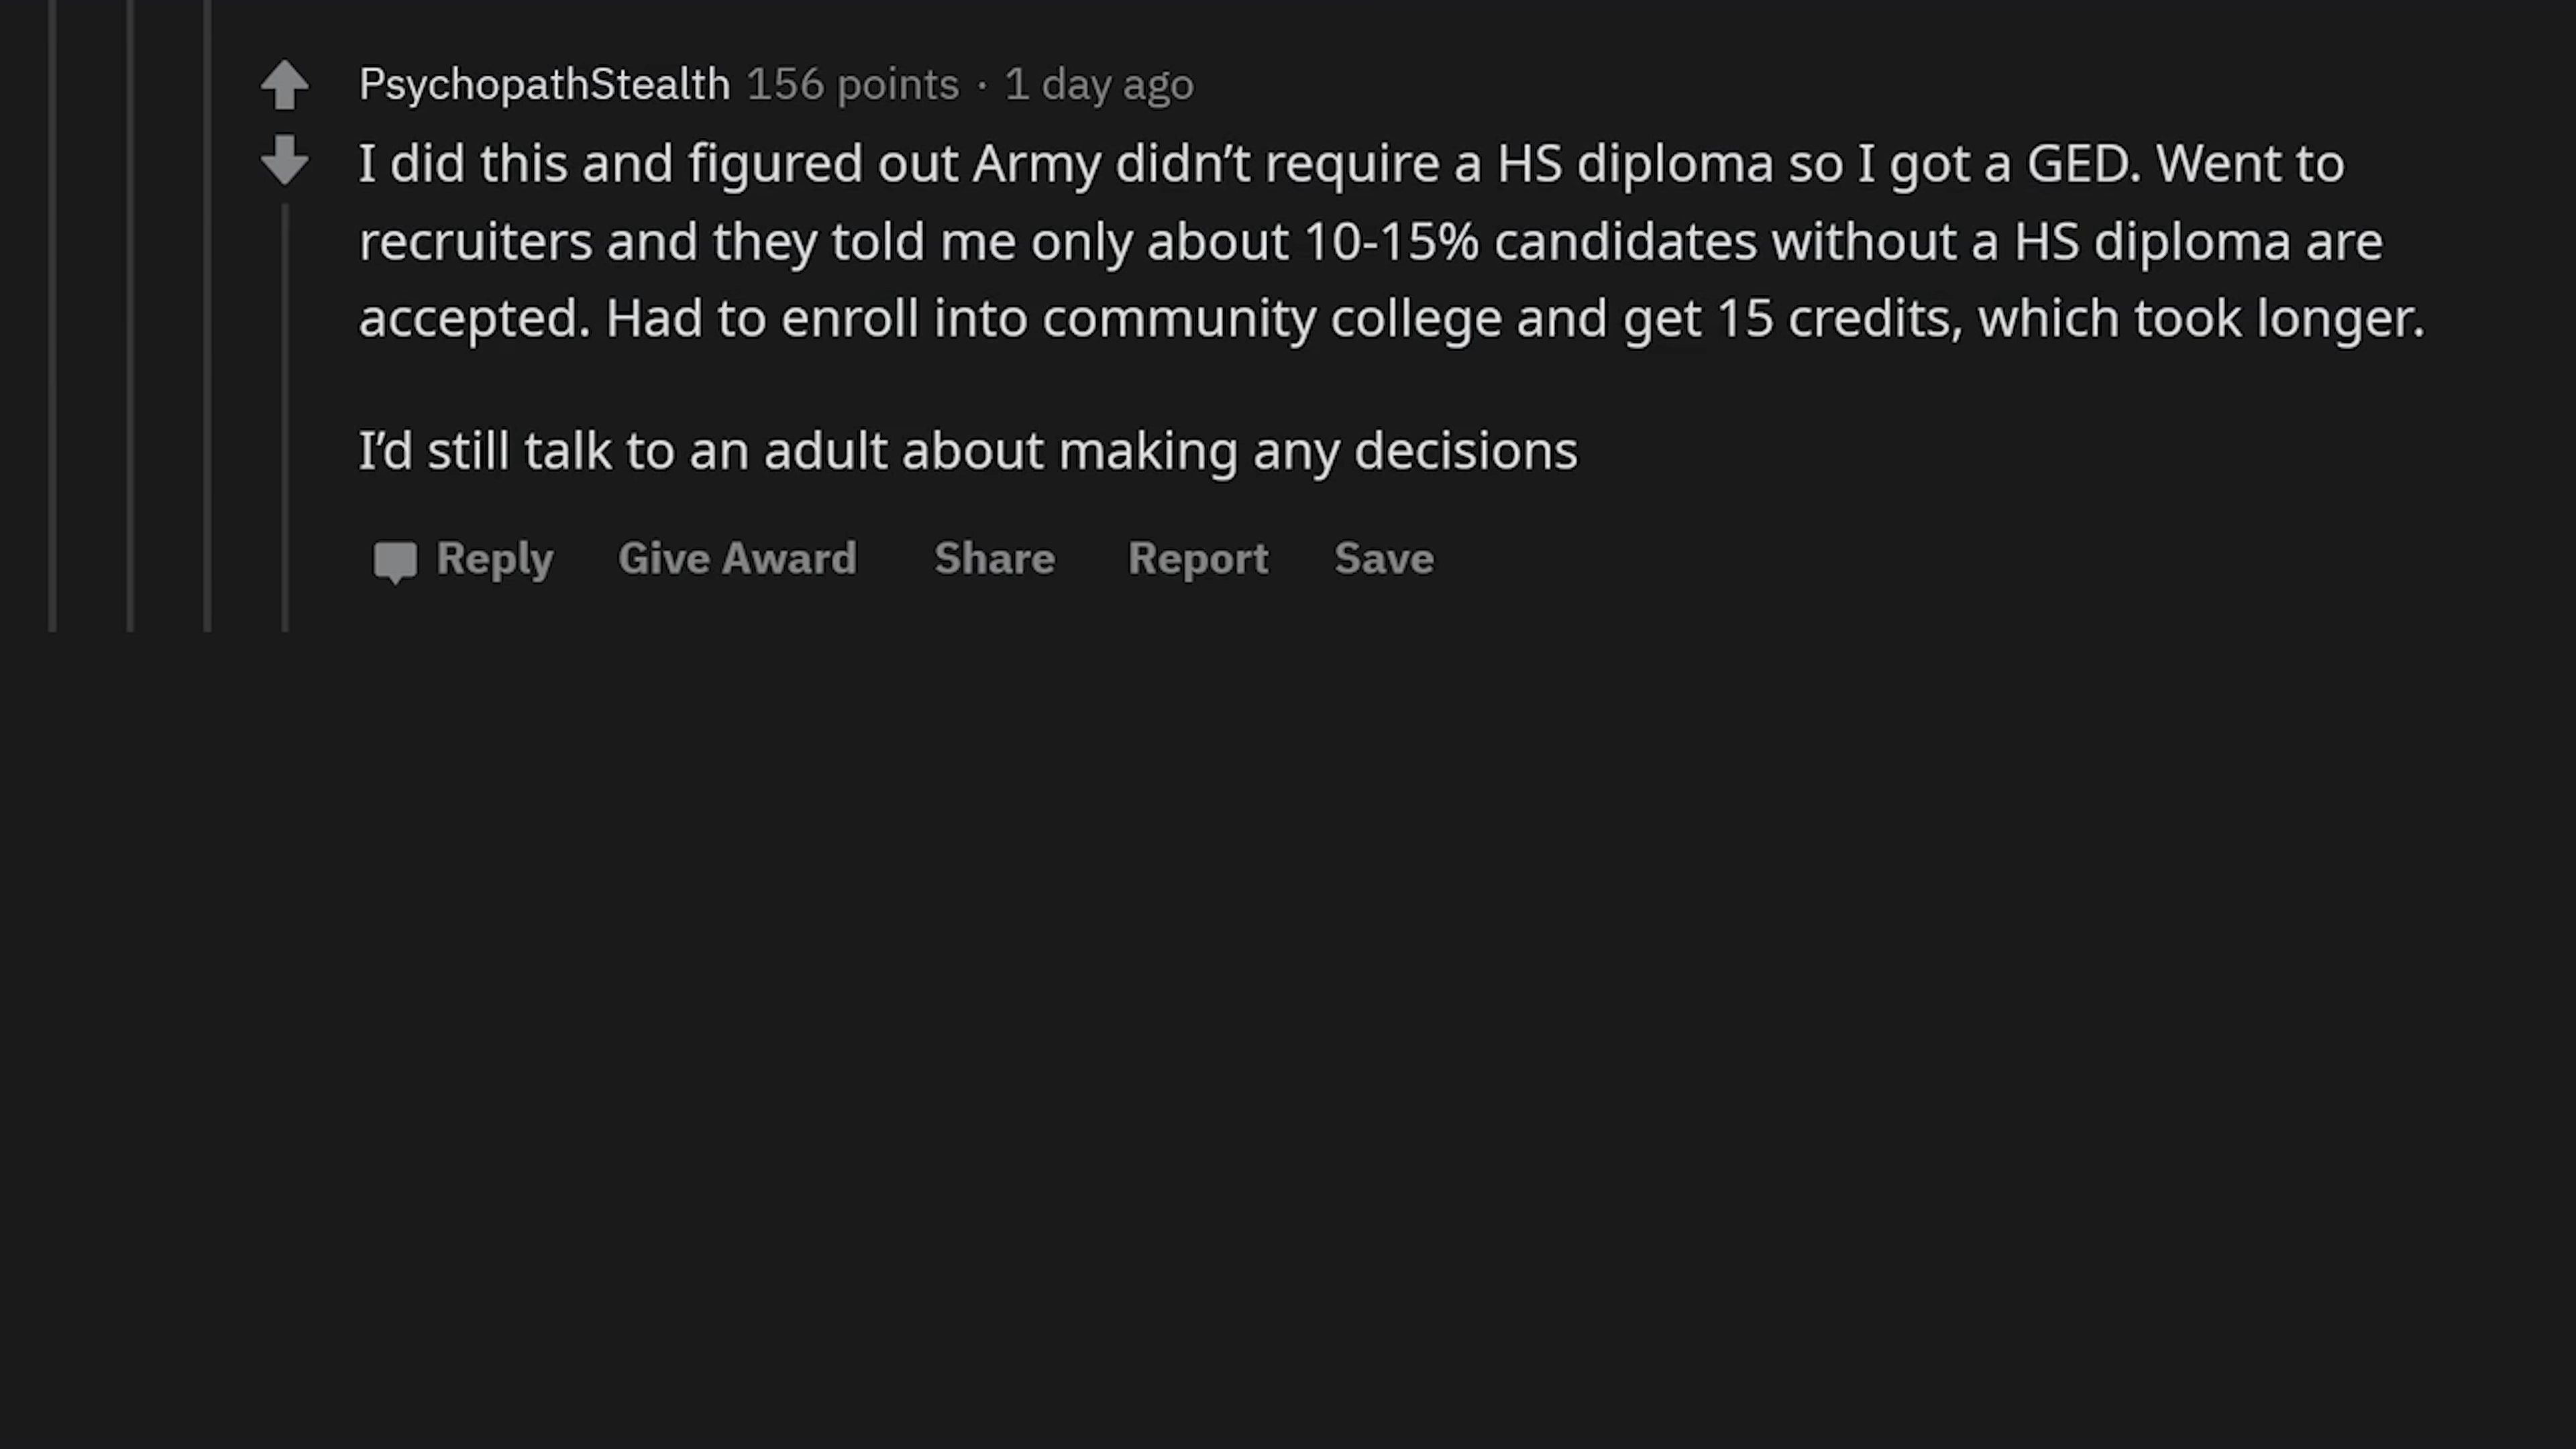 PsychopathStealth 156 points · 1 day ago
I did this and figured out Army didn’t require a HS diploma so I got a GED. Went to
recruiters and they told me only about 10-15% candidates without a HS diploma are
accepted. Had to enroll into community college and get 15 credits, which took longer.
I’d still talk to an adult about making any decisions
Reply Give Award Share Report Save